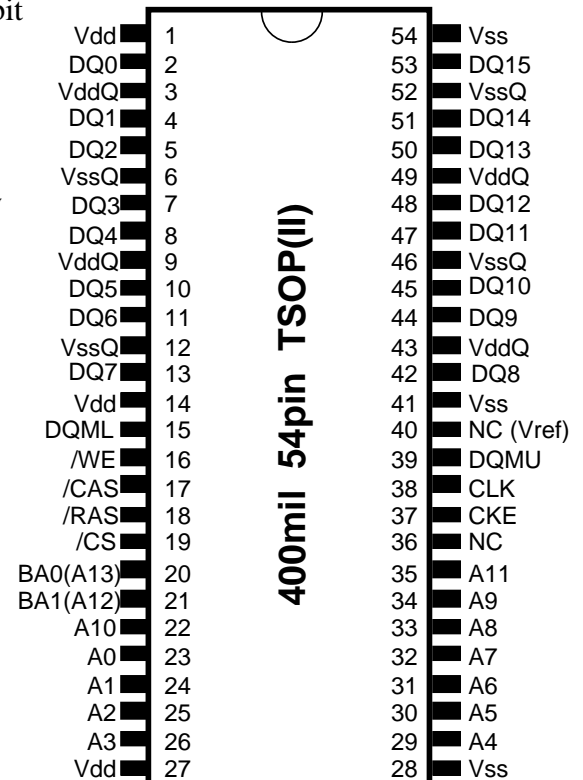 bit
Vdd 1 54 Vss
DQ0 2 53 DQ15
VddQ 3 52 VssQ
DQ1 4 51 DQ14
DQ2 5 50 DQ13
VssQ 6 49 VddQ
DQ3 7 48 DQ12
DQ4 8 47 DQ11
VddQ 9 46 VssQ
DQ5 10 45 DQ10
DQ6 11 44 DQ9
VssQ 12 43 VddQ
DQ7 13 42 DQ8
Vdd 14 41 Vss
DQML 15 40 NC (Vref)
/WE 16 39 DQMU
/CAS 17 38 CLK
/RAS 18 37 CKE
/CS 19 36 NC
BA0(A13) 20 35 A11
BA1(A12) 21 34 A9
A10 22 33 A8
A0 23 32 A7
A1 24 31 A6
A2 25 30 A5
A3 26 29 A4
Vdd 27 28 Vss
400mil 54pin TSOP(II)